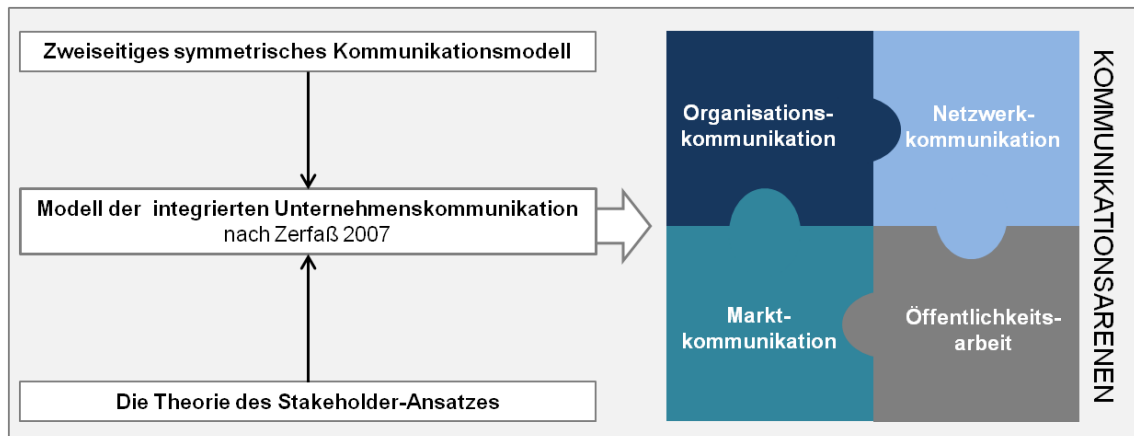 Zweiseitiges symmetrisches Kommunikationsmodell
Modell der integrierten Unternehmenskommunikation
nach Zerfaß 2007
Die Theorie des Stakeholder-Ansatzes
Organisations-
kommunikation
Netzwerk-
kommunikation
Markt-
kommunikation
Öffentlichkeits-
arbeit
KOMMUNIKATIONSARENEN